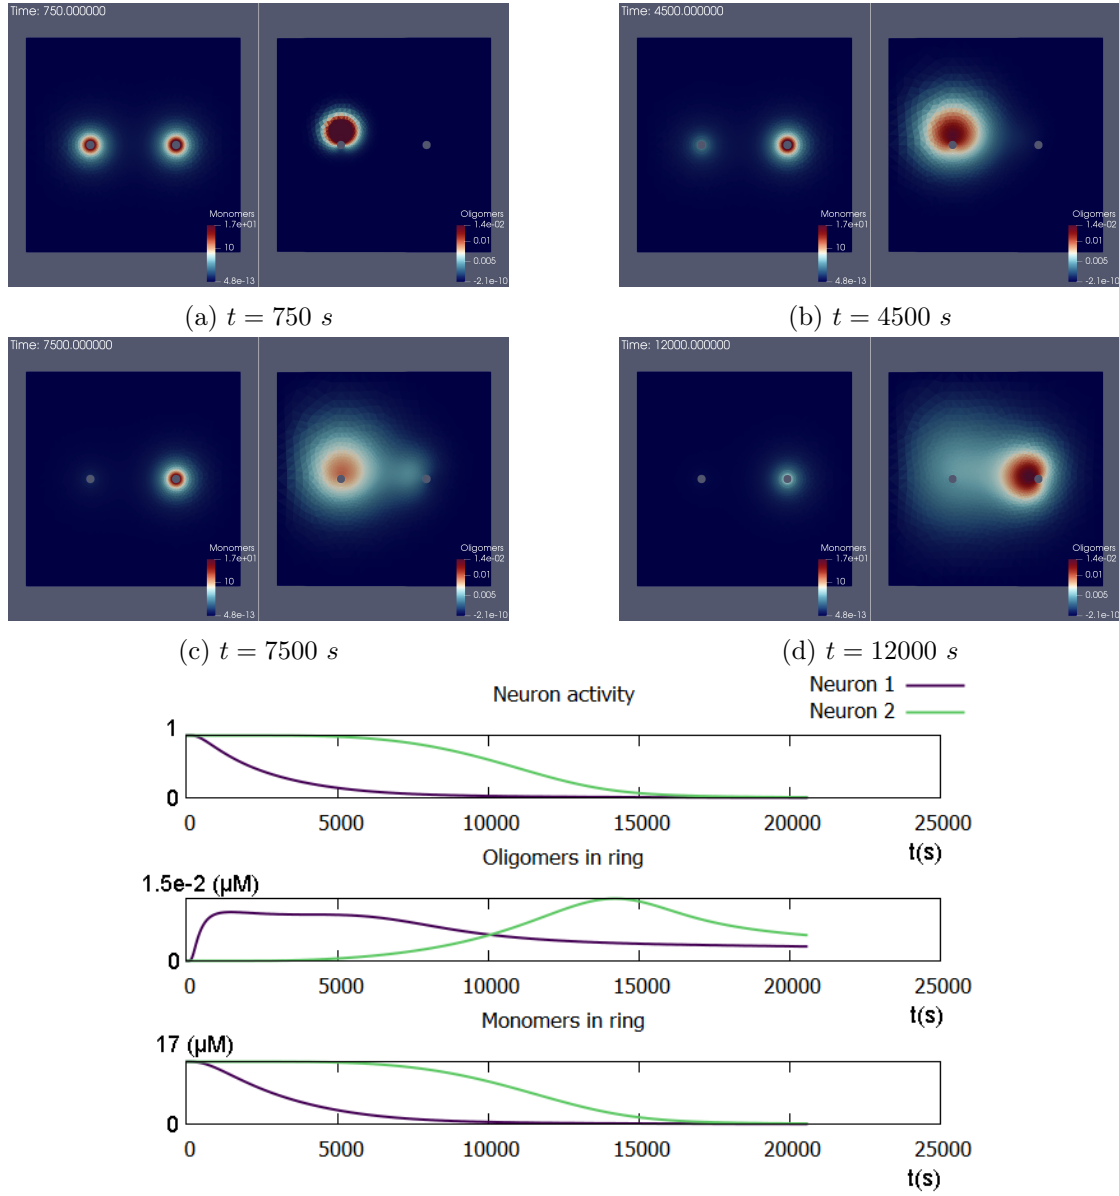 Time: 750.000000
Monomers
1.7e+01
10
4.8e-13
Oligomers
1.4e-02
0.01
0.005
-2.1e-10
(a) t = 750 s
Time: 4500.000000
Monomers
1.7e+01
10
4.8e-13
Oligomers
1.4e-02
0.01
0.005
-2.1e-10
(b) t = 4500 s
Time: 7500.000000
Monomers
1.7e+01
10
4.8e-13
Oligomers
1.4e-02
0.01
0.005
-2.1e-10
(c) t = 7500 s
Time: 12000.000000
Monomers
1.7e+01
10
4.8e-13
Oligomers
1.4e-02
0.01
0.005
-2.1e-10
(d) t = 12000 s
Neuron activity
Neuron 1
Neuron 2
1
0
0 5000 10000 15000 20000 25000
t(s)
Oligomers in ring
1.5e-2 (μM)
0
0 5000 10000 15000 20000 25000
t(s)
Monomers in ring
17 (μM)
0
0 5000 10000 15000 20000 25000
t(s)